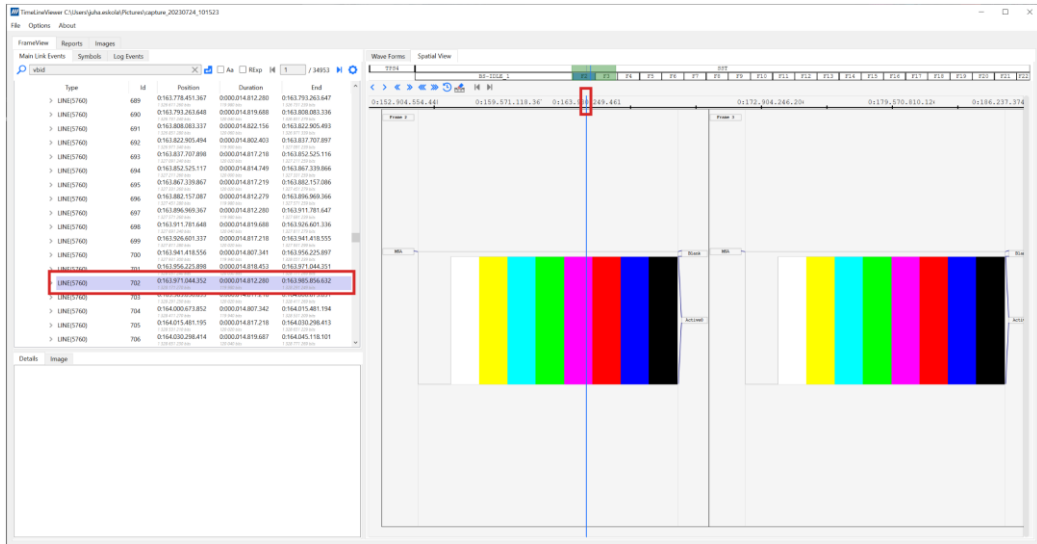 TimeLineViewer C:\Users\juha.eskola\Pictures\capture_20230724_101523
File Options About
FrameView Reports Images
Main Link Events Symbols Log Events
vbid Aa RExp 1 / 34953
Type Id Position Duration End
LINE(5760) 689 0:163.778.451.367 0:000.014.812.280 0:163.793.263.647
LINE(5760) 690 0:163.793.263.648 0:000.014.819.688 0:163.808.083.336
LINE(5760) 691 0:163.808.083.337 0:000.014.822.156 0:163.822.905.493
LINE(5760) 692 0:163.822.905.494 0:000.014.802.403 0:163.837.707.897
LINE(5760) 693 0:163.837.707.898 0:000.014.817.218 0:163.852.525.116
LINE(5760) 694 0:163.852.525.117 0:000.014.814.749 0:163.867.339.866
LINE(5760) 695 0:163.867.339.867 0:000.014.817.219 0:163.882.157.086
LINE(5760) 696 0:163.882.157.087 0:000.014.812.279 0:163.896.969.366
LINE(5760) 697 0:163.896.969.367 0:000.014.812.280 0:163.911.781.647
LINE(5760) 698 0:163.911.781.648 0:000.014.819.688 0:163.926.601.336
LINE(5760) 699 0:163.926.601.337 0:000.014.817.218 0:163.941.418.555
LINE(5760) 700 0:163.941.418.556 0:000.014.807.341 0:163.956.225.897
LINE(5760) 701 0:163.956.225.898 0:000.014.818.453 0:163.971.044.351
LINE(5760) 702 0:163.971.044.352 0:000.014.812.280 0:163.985.856.632
LINE(5760) 703
LINE(5760) 704 0:164.000.673.852 0:000.014.807.342 0:164.015.481.194
LINE(5760) 705 0:164.015.481.195 0:000.014.817.218 0:164.030.298.413
LINE(5760) 706 0:164.030.298.414 0:000.014.819.687 0:164.045.118.101
Details Image
Wave Forms Spatial View
TPS4 SST
BS-IDLE_1 F2 F3 F4 F5 F6 F7 F8 F9 F10 F11 F12 F13 F14 F15 F16 F17 F18 F19 F20 F21 F22
0:152.904.554.44 0:159.571.118.36 0:163. 249.461 0:172.904.246.20 0:179.570.810.12 0:186.237.374
Frame 2 Frame 3
MSA Blank MSA Blan
Active0 Activ